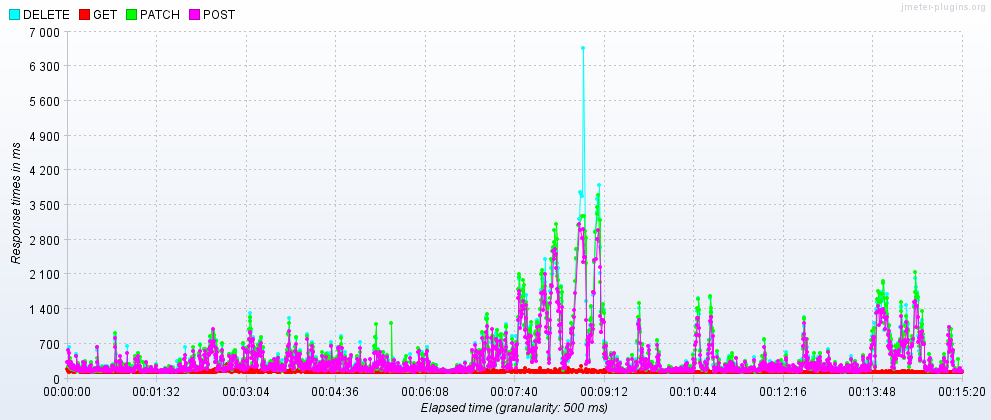 DELETE GET PATCH POST
jmeter-plugins.org
7 000
6 300
5 600
4 900
4 200
3 500
2 800
2 100
1 400
700
0
Response times in ms
00:00:00 00:01:32 00:03:04 00:04:36 00:06:08 00:07:40 00:09:12 00:10:44 00:12:16 00:13:48 00:15:20
Elapsed time (granularity: 500 ms)